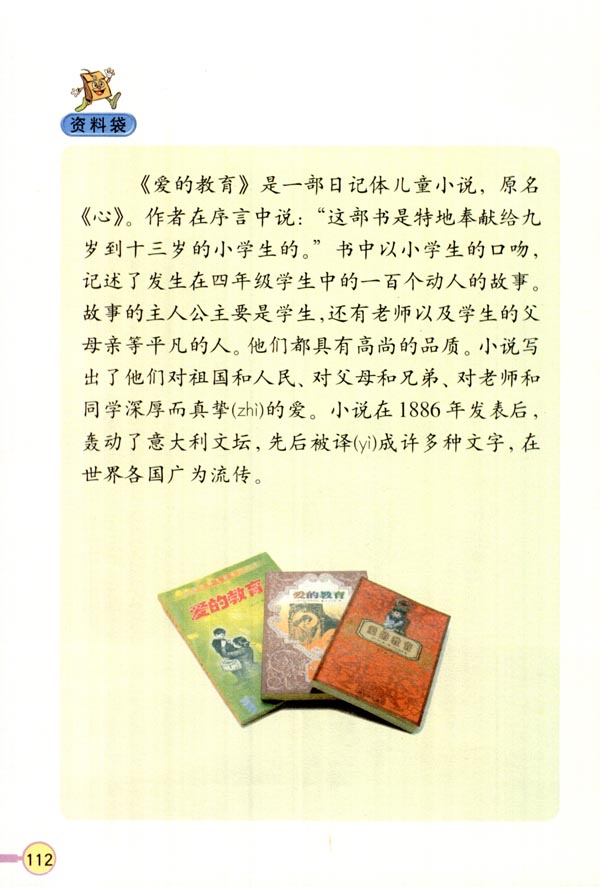 资料袋
《爱的教育》是一部日记体儿童小说，原名
《心》。作者在序言中说：“这部书是特地奉献给九
岁到十三岁的小学生的。”书中以小学生的口吻，
记述了发生在四年级学生中的一百个动人的故事。
故事的主人公主要是学生，还有老师以及学生的父
母亲等平凡的人。他们都具有高尚的品质。小说写
出了他们对祖国和人民、对父母和兄弟、对老师和
同学深厚而真挚(zhì)的爱。小说在1886年发表后，
轰动了意大利文坛，先后被译(yì)成许多种文字，在
世界各国广为流传。
爱的教育
爱的教育
112